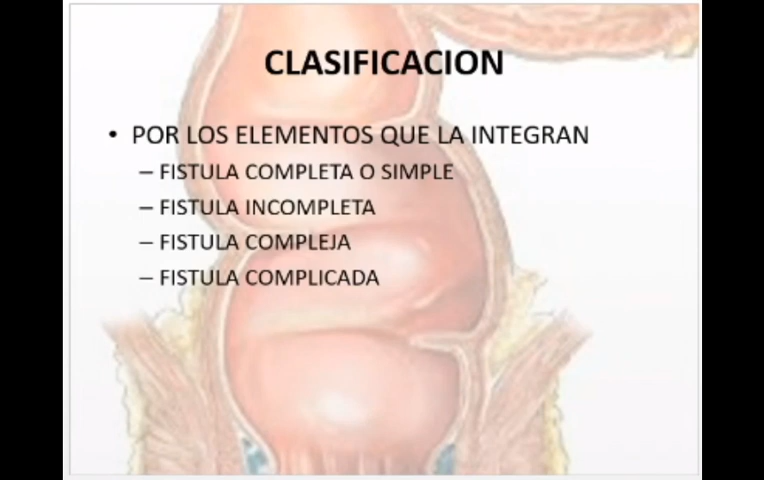 CLASIFICACION
• POR LOS ELEMENTOS QUE LA INTEGRAN
– FISTULA COMPLETA O SIMPLE
– FISTULA INCOMPLETA
– FISTULA COMPLEJA
– FISTULA COMPLICADA